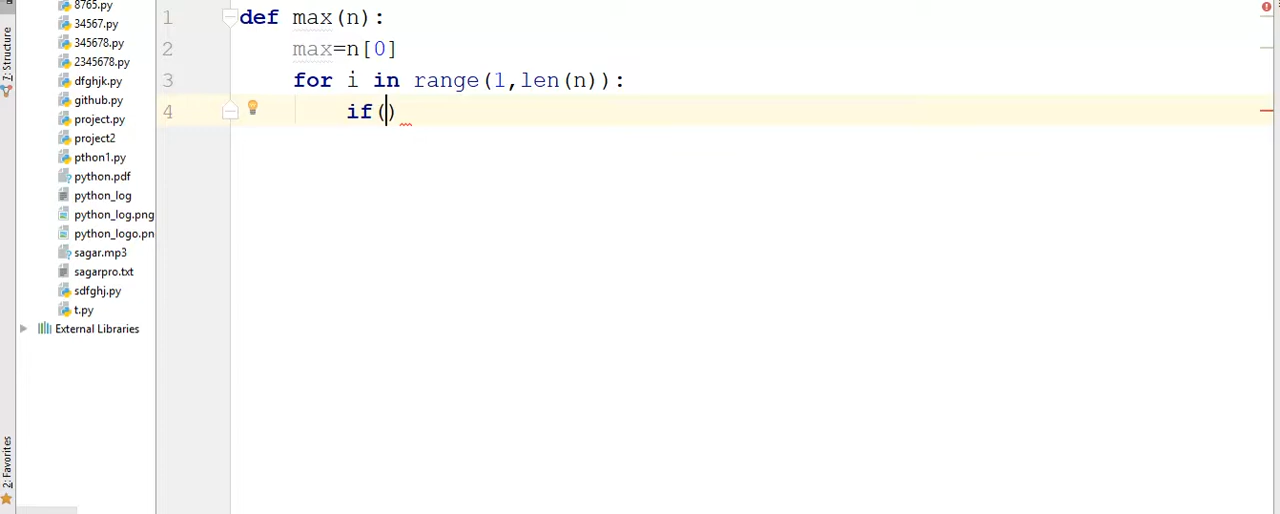 8765.py
34567.py
345678.py
2345678.py
dfghjk.py
github.py
project.py
project2
pthon1.py
python.pdf
python_log
python_log.png
python_logo.pn
sagar.mp3
sagarpro.txt
sdfghj.py
t.py
External Libraries
7: Structure
2: Favorites
1 def max(n):
2 max=n[0]
3 for i in range(1,len(n)):
4 if()